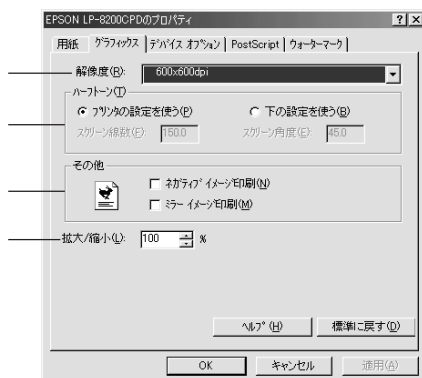 EPSON LP-8200CPDのプロパティ
用紙 グラフィックス デバイス オプション PostScript ウォーターマーク
解像度(R): 600x600dpi
ハーフトーン(T)
プリンタの設定を使う(P) 下の設定を使う(B)
スクリーン線数(F): 150.0 スクリーン角度(E): 45.0
その他
ネガティブ イメージで印刷(N)
ミラー イメージで印刷(M)
拡大/縮小(L): 100 %
ヘルプ(H) 標準に戻す(D)
OK キャンセル 適用(A)